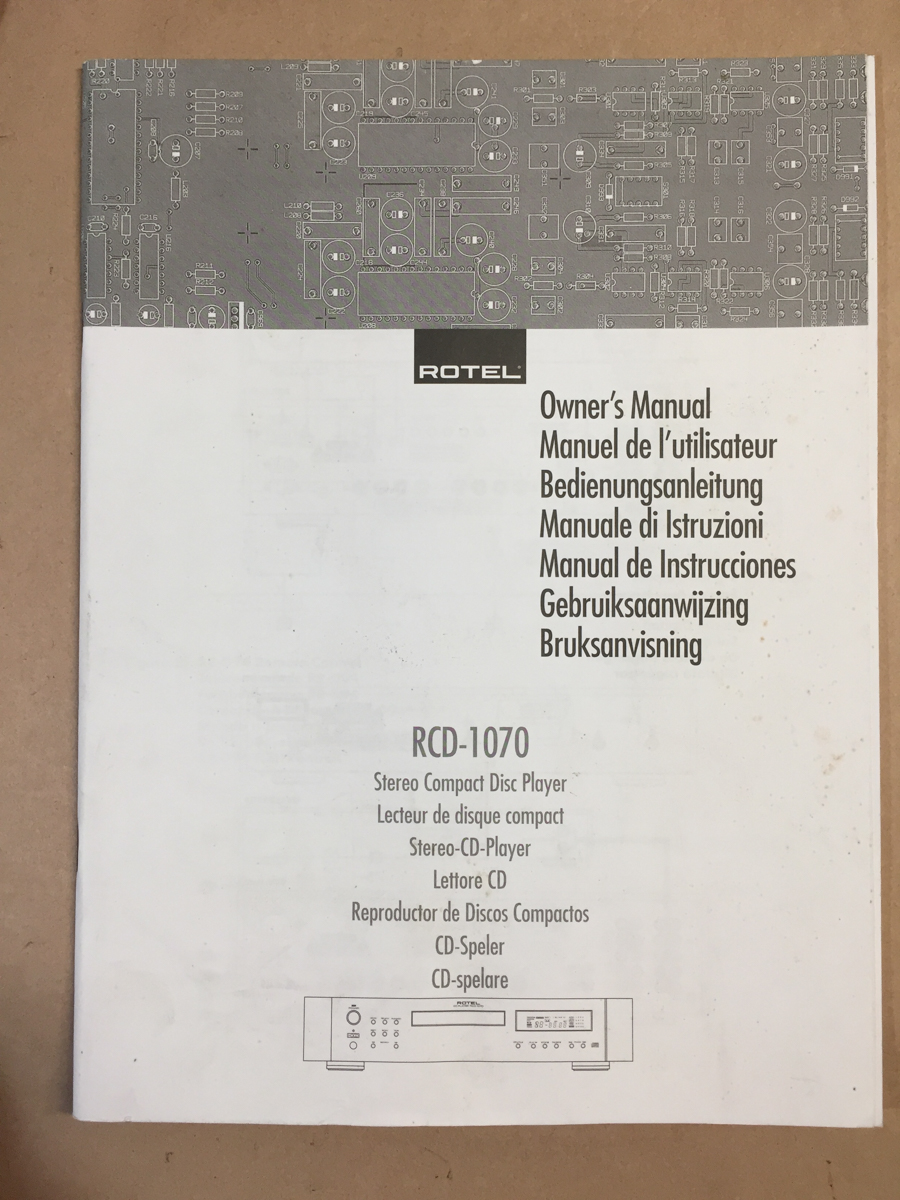 ROTEL
Owner's Manual
Manuel de l'utilisateur
Bedienungsanleitung
Manuale di Istruzioni
Manual de Instrucciones
Gebruiksaanwijzing
Bruksanvisning
RCD-1070
Stereo Compact Disc Player
Lecteur de disque compact
Stereo-CD-Player
Lettore CD
Reproductor de Discos Compactos
CD-Speler
CD-spelare
ROTEL